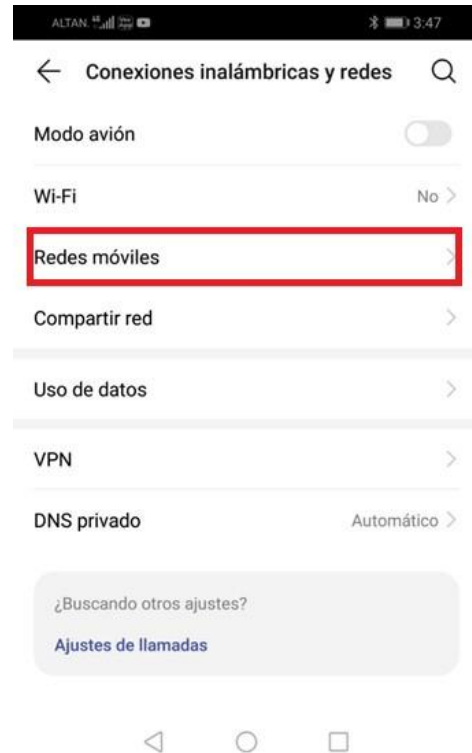 ALTAN. 3:47
Conexiones inalámbricas y redes
Modo avión
Wi-Fi No
Redes móviles
Compartir red
Uso de datos
VPN
DNS privado Automático
¿Buscando otros ajustes?
Ajustes de llamadas